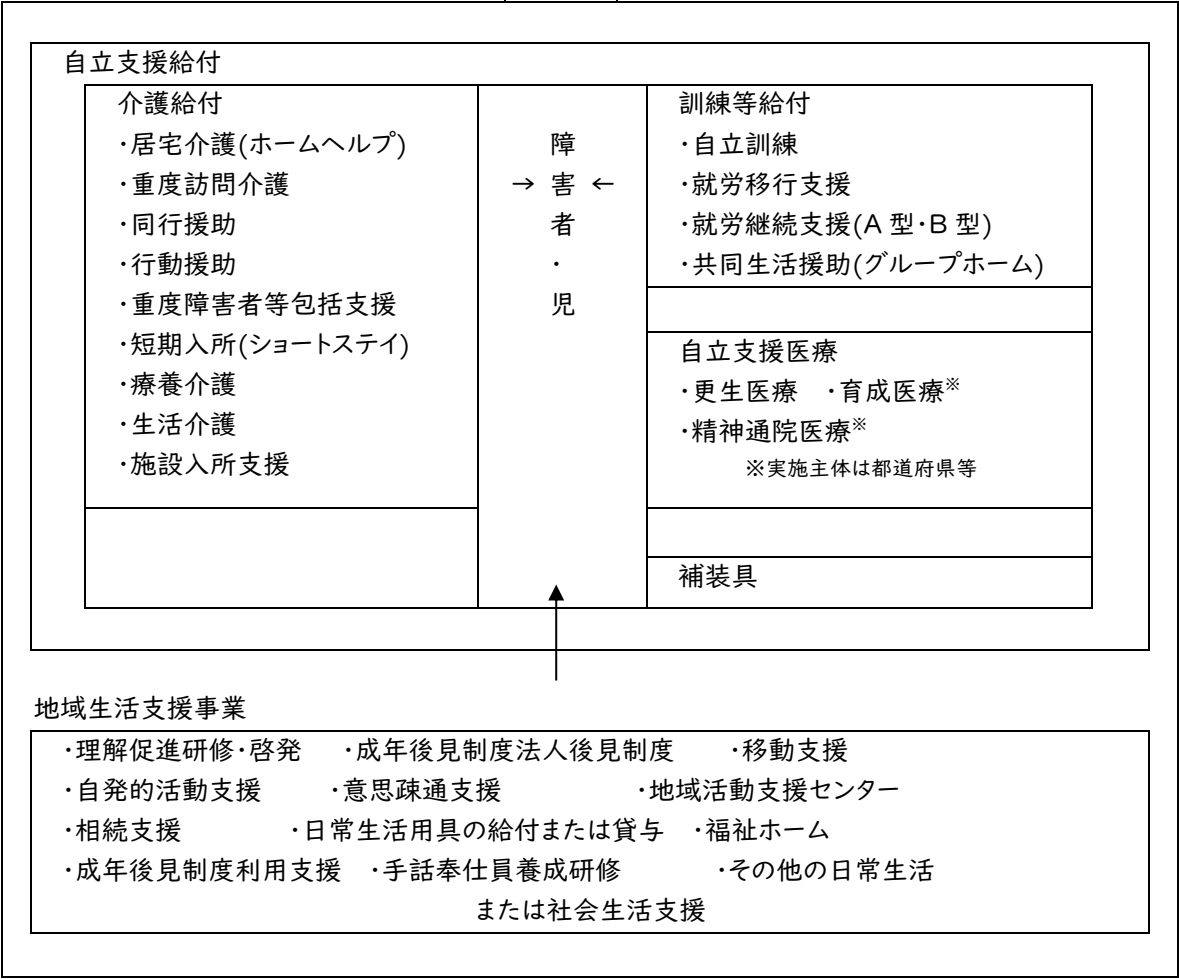 自立支援給付
介護給付
・居宅介護(ホームヘルプ)
・重度訪問介護
・同行援助
・行動援助
・重度障害者等包括支援
・短期入所(ショートステイ)
・療養介護
・生活介護
・施設入所支援
障
→ 害 ←
者
・
児
訓練等給付
・自立訓練
・就労移行支援
・就労継続支援(A 型・B 型)
・共同生活援助(グループホーム)
自立支援医療
・更生医療 ・育成医療※
・精神通院医療※
※実施主体は都道府県等
補装具
地域生活支援事業
・理解促進研修・啓発 ・成年後見制度法人後見制度 ・移動支援
・自発的活動支援 ・意思疎通支援 ・地域活動支援センター
・相続支援 ・日常生活用具の給付または貸与 ・福祉ホーム
・成年後見制度利用支援 ・手話奉仕員養成研修 ・その他の日常生活
または社会生活支援